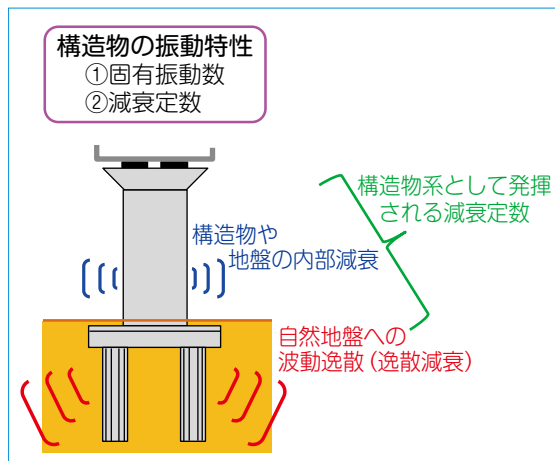 構造物の振動特性
①固有振動数
②減衰定数
構造物系として発揮
される減衰定数
構造物や
地盤の内部減衰
自然地盤への
波動逸散(逸散減衰)